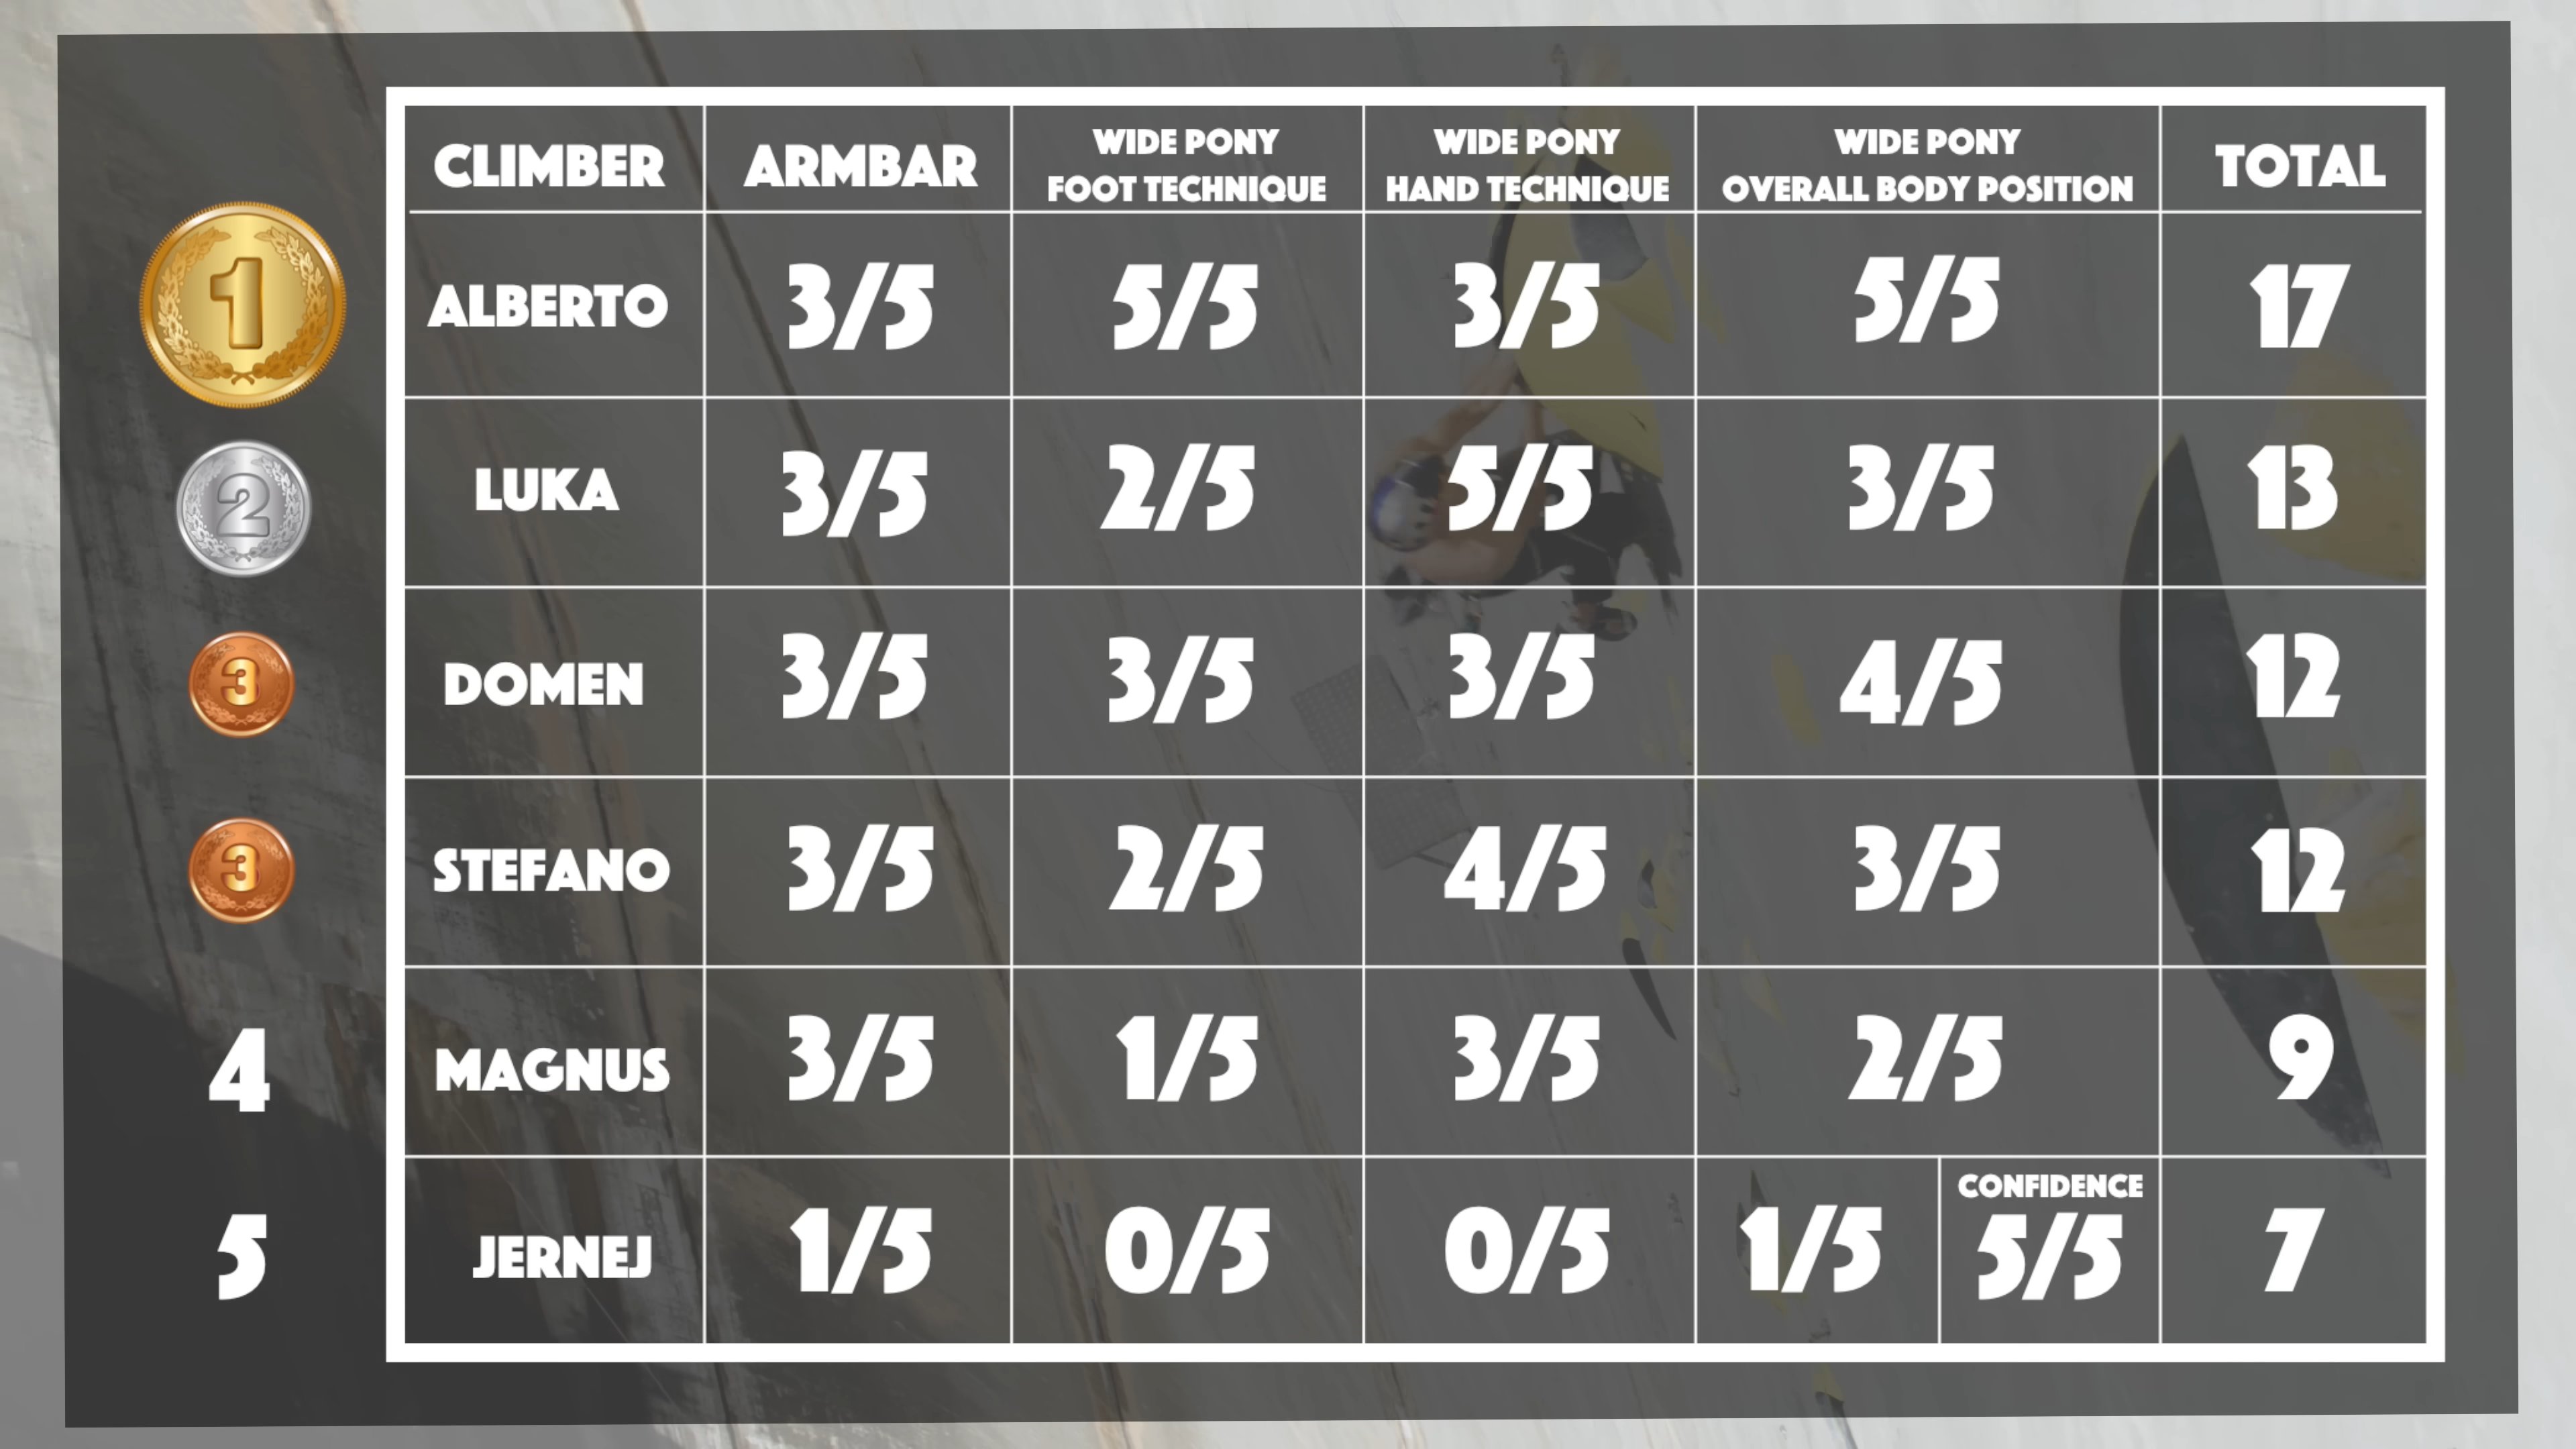 CLIMBER
ARMBAR
WIDE PONY
FOOT TECHNIQUE
WIDE PONY
HAND TECHNIQUE
WIDE PONY
OVERALL BODY POSITION
TOTAL
1
ALBERTO 3/5 5/5 3/5 5/5 17
2
LUKA 3/5 2/5 5/5 3/5 13
3
DOMEN 3/5 3/5 3/5 4/5 12
3
STEFANO 3/5 2/5 4/5 3/5 12
4
MAGNUS 3/5 1/5 3/5 2/5 9
5
JERNEJ 1/5 0/5 0/5 1/5
CONFIDENCE
5/5
7